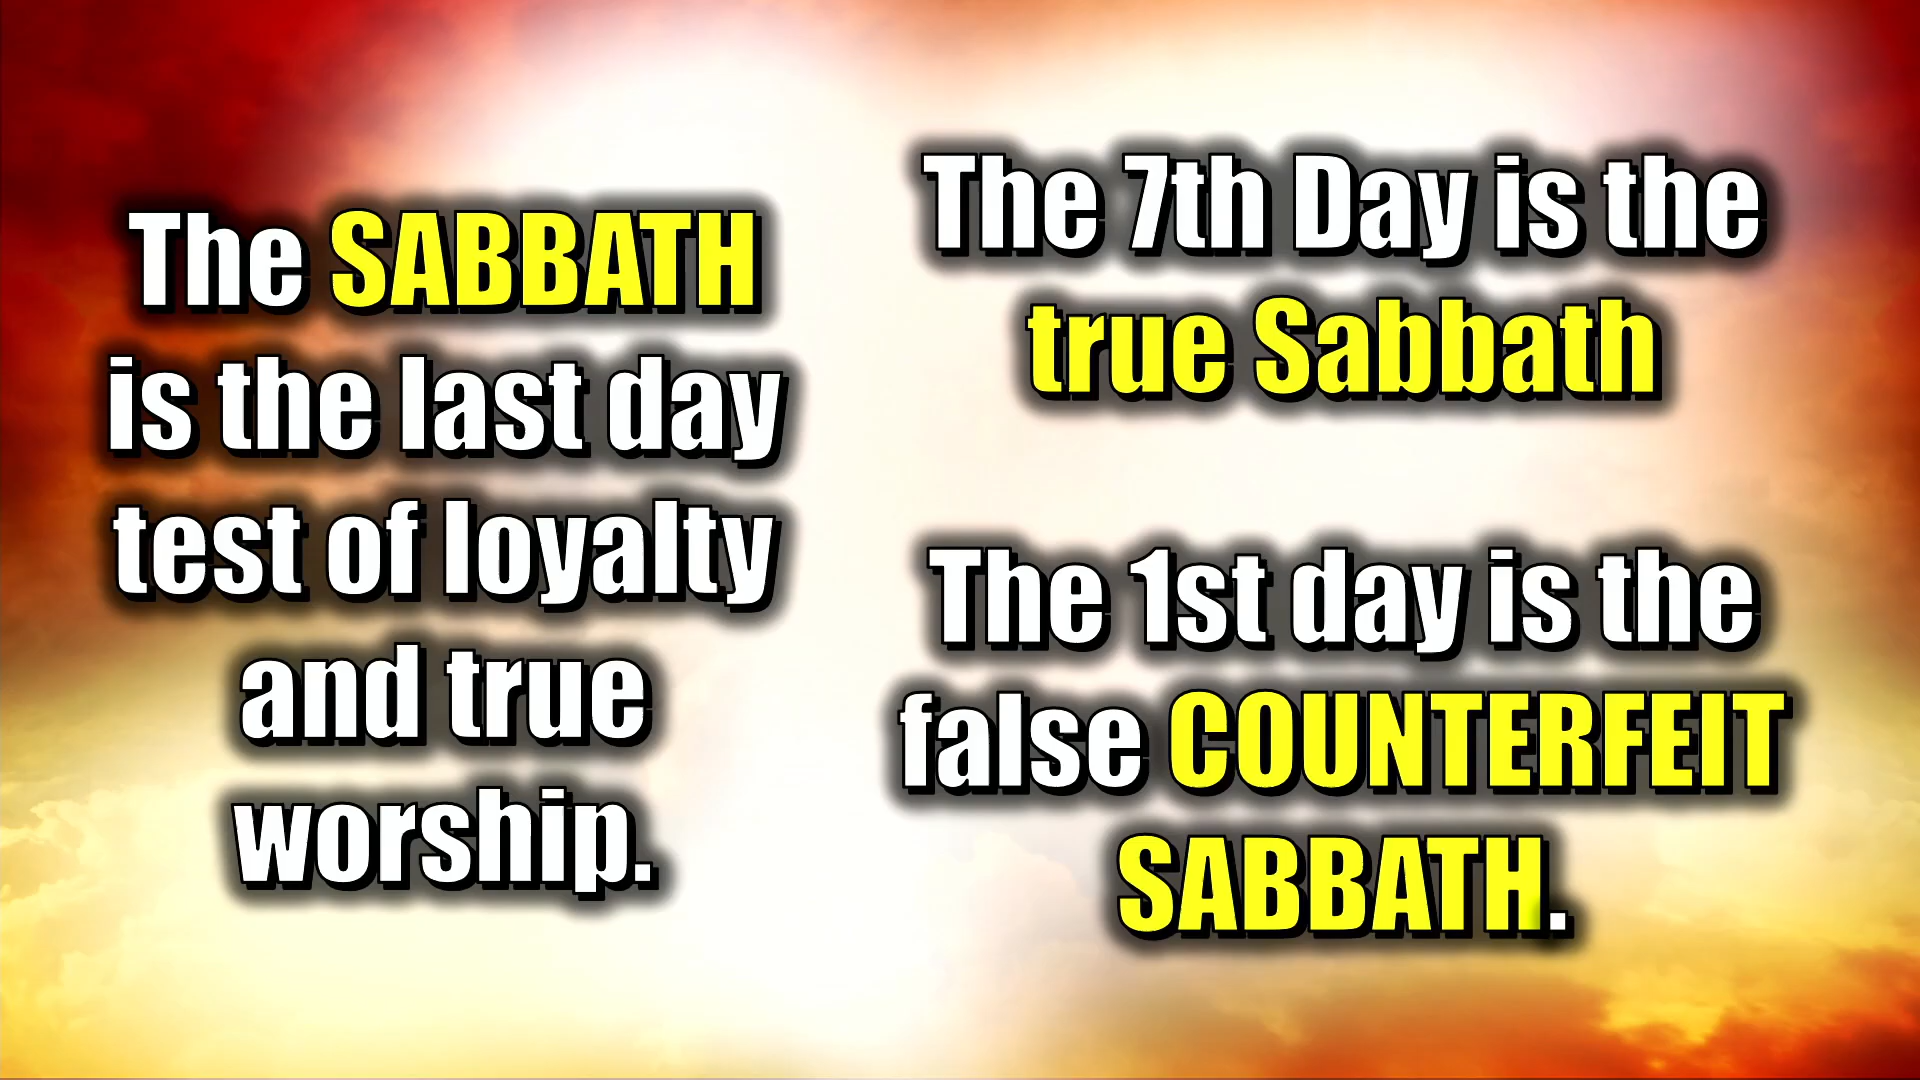 The SABBATH
is the last day
test of loyalty
and true
worship.
The 7th Day is the
true Sabbath
The 1st day is the
false COUNTERFEIT
SABBATH.